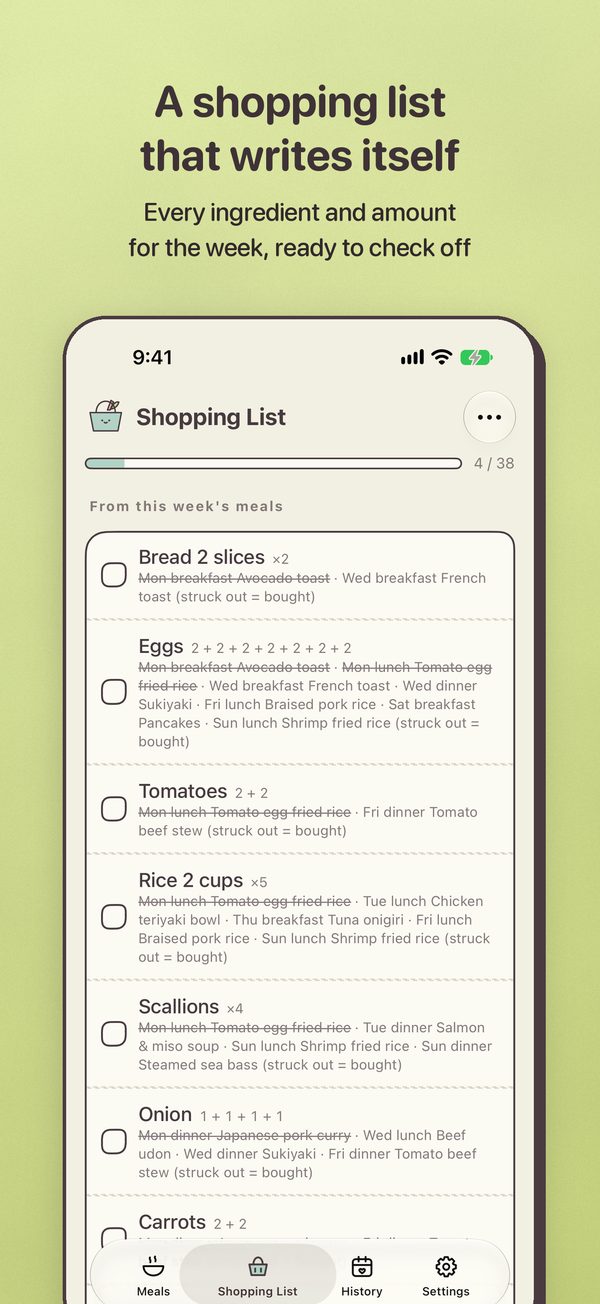 A shopping list
that writes itself
Every ingredient and amount
for the week, ready to check off
9:41
Shopping List
4 / 38
From this week's meals
Bread 2 slices ×2
Mon breakfast Avocado toast · Wed breakfast French
toast (struck out = bought)
Eggs 2 + 2 + 2 + 2 + 2 + 2 + 2
Mon breakfast Avocado toast · Mon lunch Tomato egg
fried rice · Wed breakfast French toast · Wed dinner
Sukiyaki · Fri lunch Braised pork rice · Sat breakfast
Pancakes · Sun lunch Shrimp fried rice (struck out =
bought)
Tomatoes 2 + 2
Mon lunch Tomato egg fried rice · Fri dinner Tomato
beef stew (struck out = bought)
Rice 2 cups ×5
Mon lunch Tomato egg fried rice · Tue lunch Chicken
teriyaki bowl · Thu breakfast Tuna onigiri · Fri lunch
Braised pork rice · Sun lunch Shrimp fried rice (struck
out = bought)
Scallions ×4
Mon lunch Tomato egg fried rice · Tue dinner Salmon
& miso soup · Sun lunch Shrimp fried rice · Sun dinner
Steamed sea bass (struck out = bought)
Onion 1 + 1 + 1 + 1
Mon dinner Japanese pork curry · Wed lunch Beef
udon · Wed dinner Sukiyaki · Fri dinner Tomato beef
stew (struck out = bought)
Carrots 2 + 2
Meals
Shopping List
History
Settings